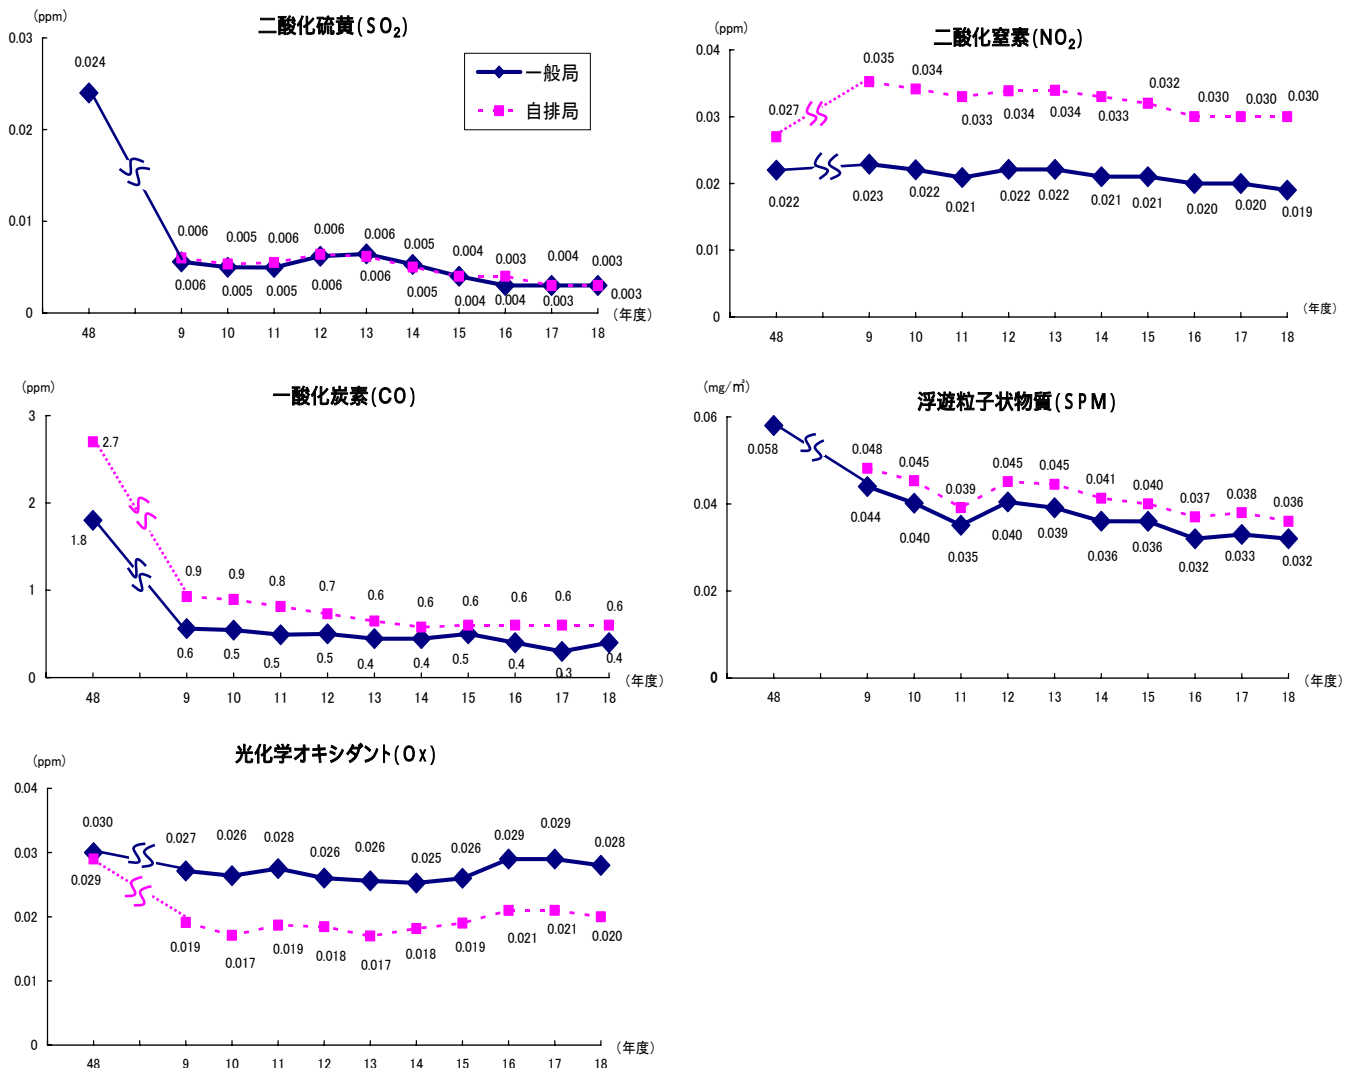 (ppm)
二酸化硫黄(SO₂)
0.03
0.02
0.01
0
0.024
一般局
自排局
0.006 0.005 0.006 0.006 0.006 0.005 0.004 0.003 0.004 0.003
0.006 0.005 0.005 0.006 0.006 0.005 0.004 0.004 0.003 0.003
48 9 10 11 12 13 14 15 16 17 18
(年度)
(ppm)
二酸化窒素(NO₂)
0.04
0.03
0.02
0.01
0
0.027 0.035 0.034 0.033 0.034 0.034 0.033 0.032 0.030 0.030 0.030
0.022 0.023 0.022 0.021 0.022 0.022 0.021 0.021 0.020 0.020 0.019
48 9 10 11 12 13 14 15 16 17 18
(年度)
(ppm)
一酸化炭素(CO)
3
2
1
0
2.7 0.9 0.9 0.8 0.7 0.6 0.6 0.6 0.6 0.6 0.6
1.8 0.6 0.5 0.5 0.5 0.4 0.4 0.5 0.4 0.3 0.4
48 9 10 11 12 13 14 15 16 17 18
(年度)
(mg/㎥)
浮遊粒子状物質(SPM)
0.06
0.04
0.02
0
0.048 0.045 0.039 0.045 0.045 0.041 0.040 0.037 0.038 0.036
0.058 0.044 0.040 0.035 0.040 0.039 0.036 0.036 0.032 0.033 0.032
48 9 10 11 12 13 14 15 16 17 18
(年度)
(ppm)
光化学オキシダント(Ox)
0.04
0.03
0.02
0.01
0
0.030 0.027 0.026 0.028 0.026 0.026 0.025 0.026 0.029 0.029 0.028
0.029 0.019 0.017 0.019 0.018 0.017 0.018 0.019 0.021 0.021 0.020
48 9 10 11 12 13 14 15 16 17 18
(年度)